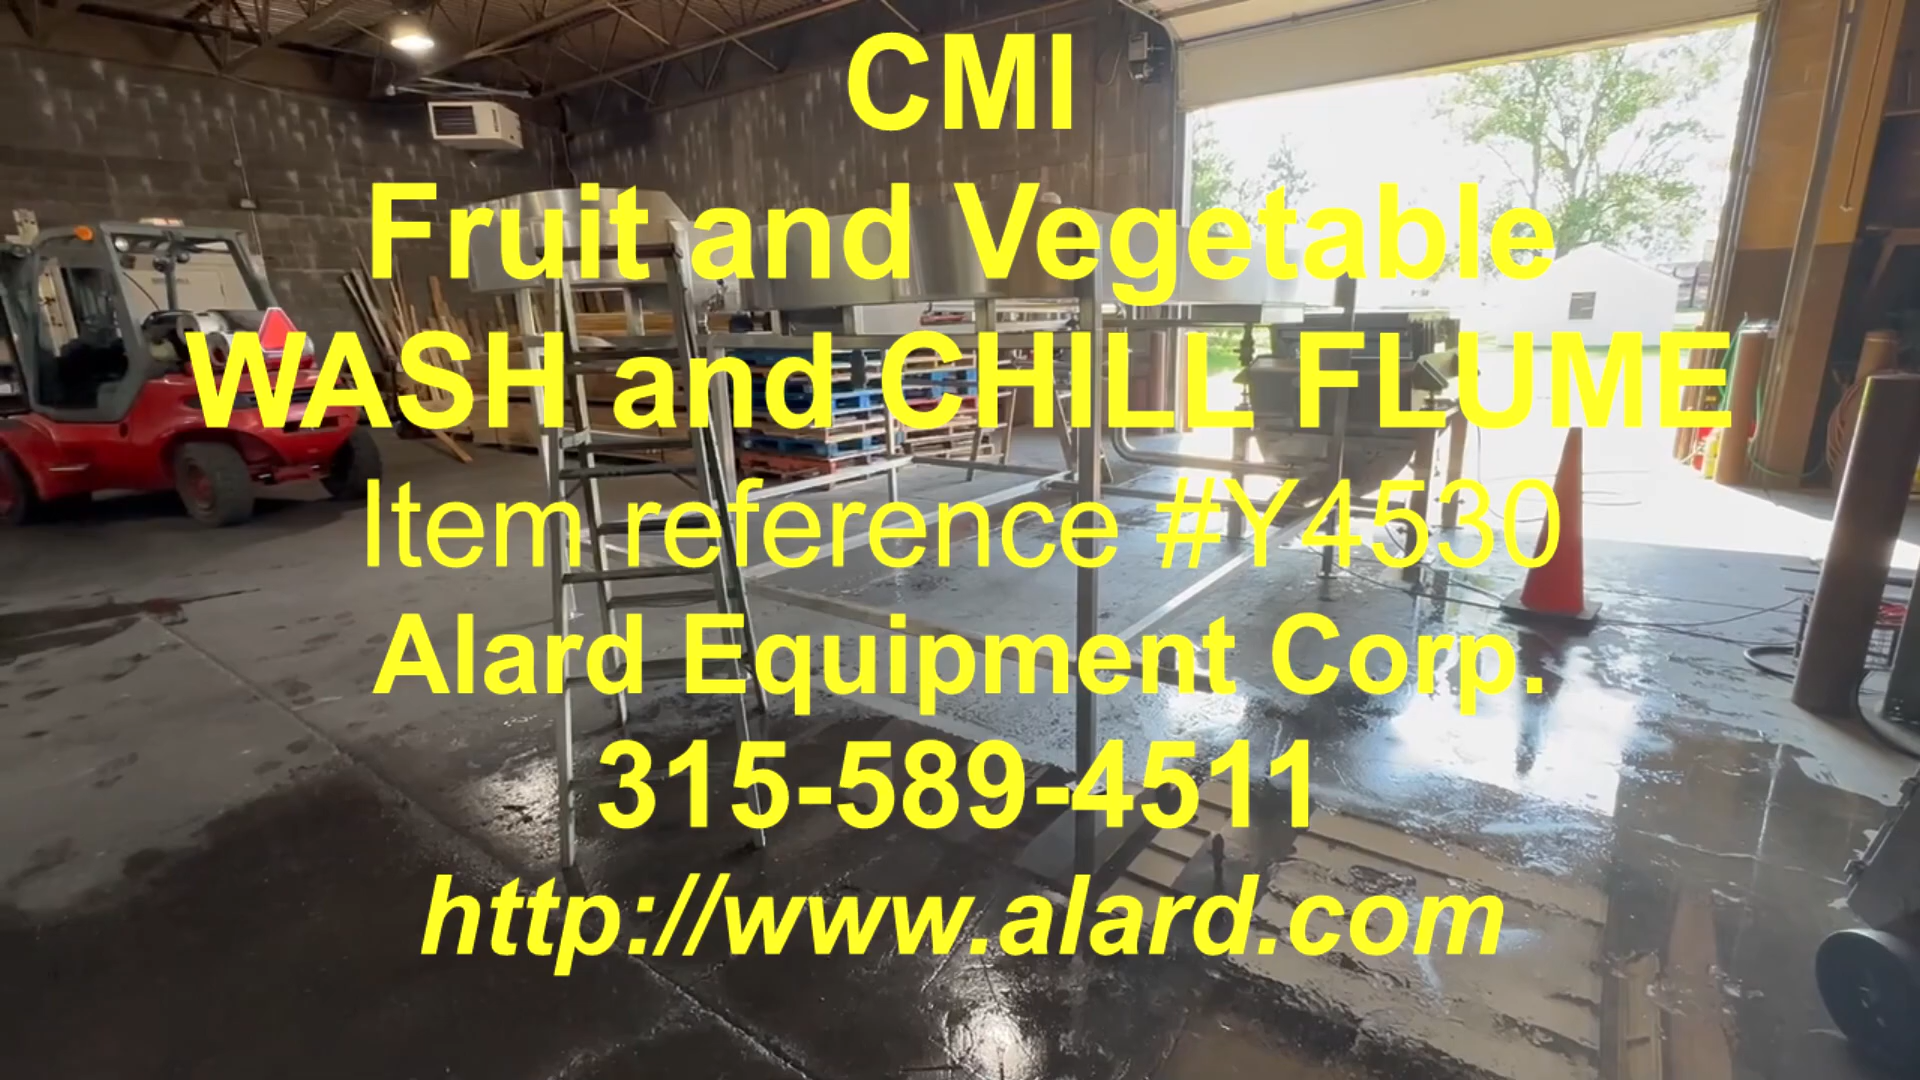 CMI
Fruit and Vegetable
WASH and CHILL FLUME
Item reference #Y4530
Alard Equipment Corp.
315-589-4511
http://www.alard.com